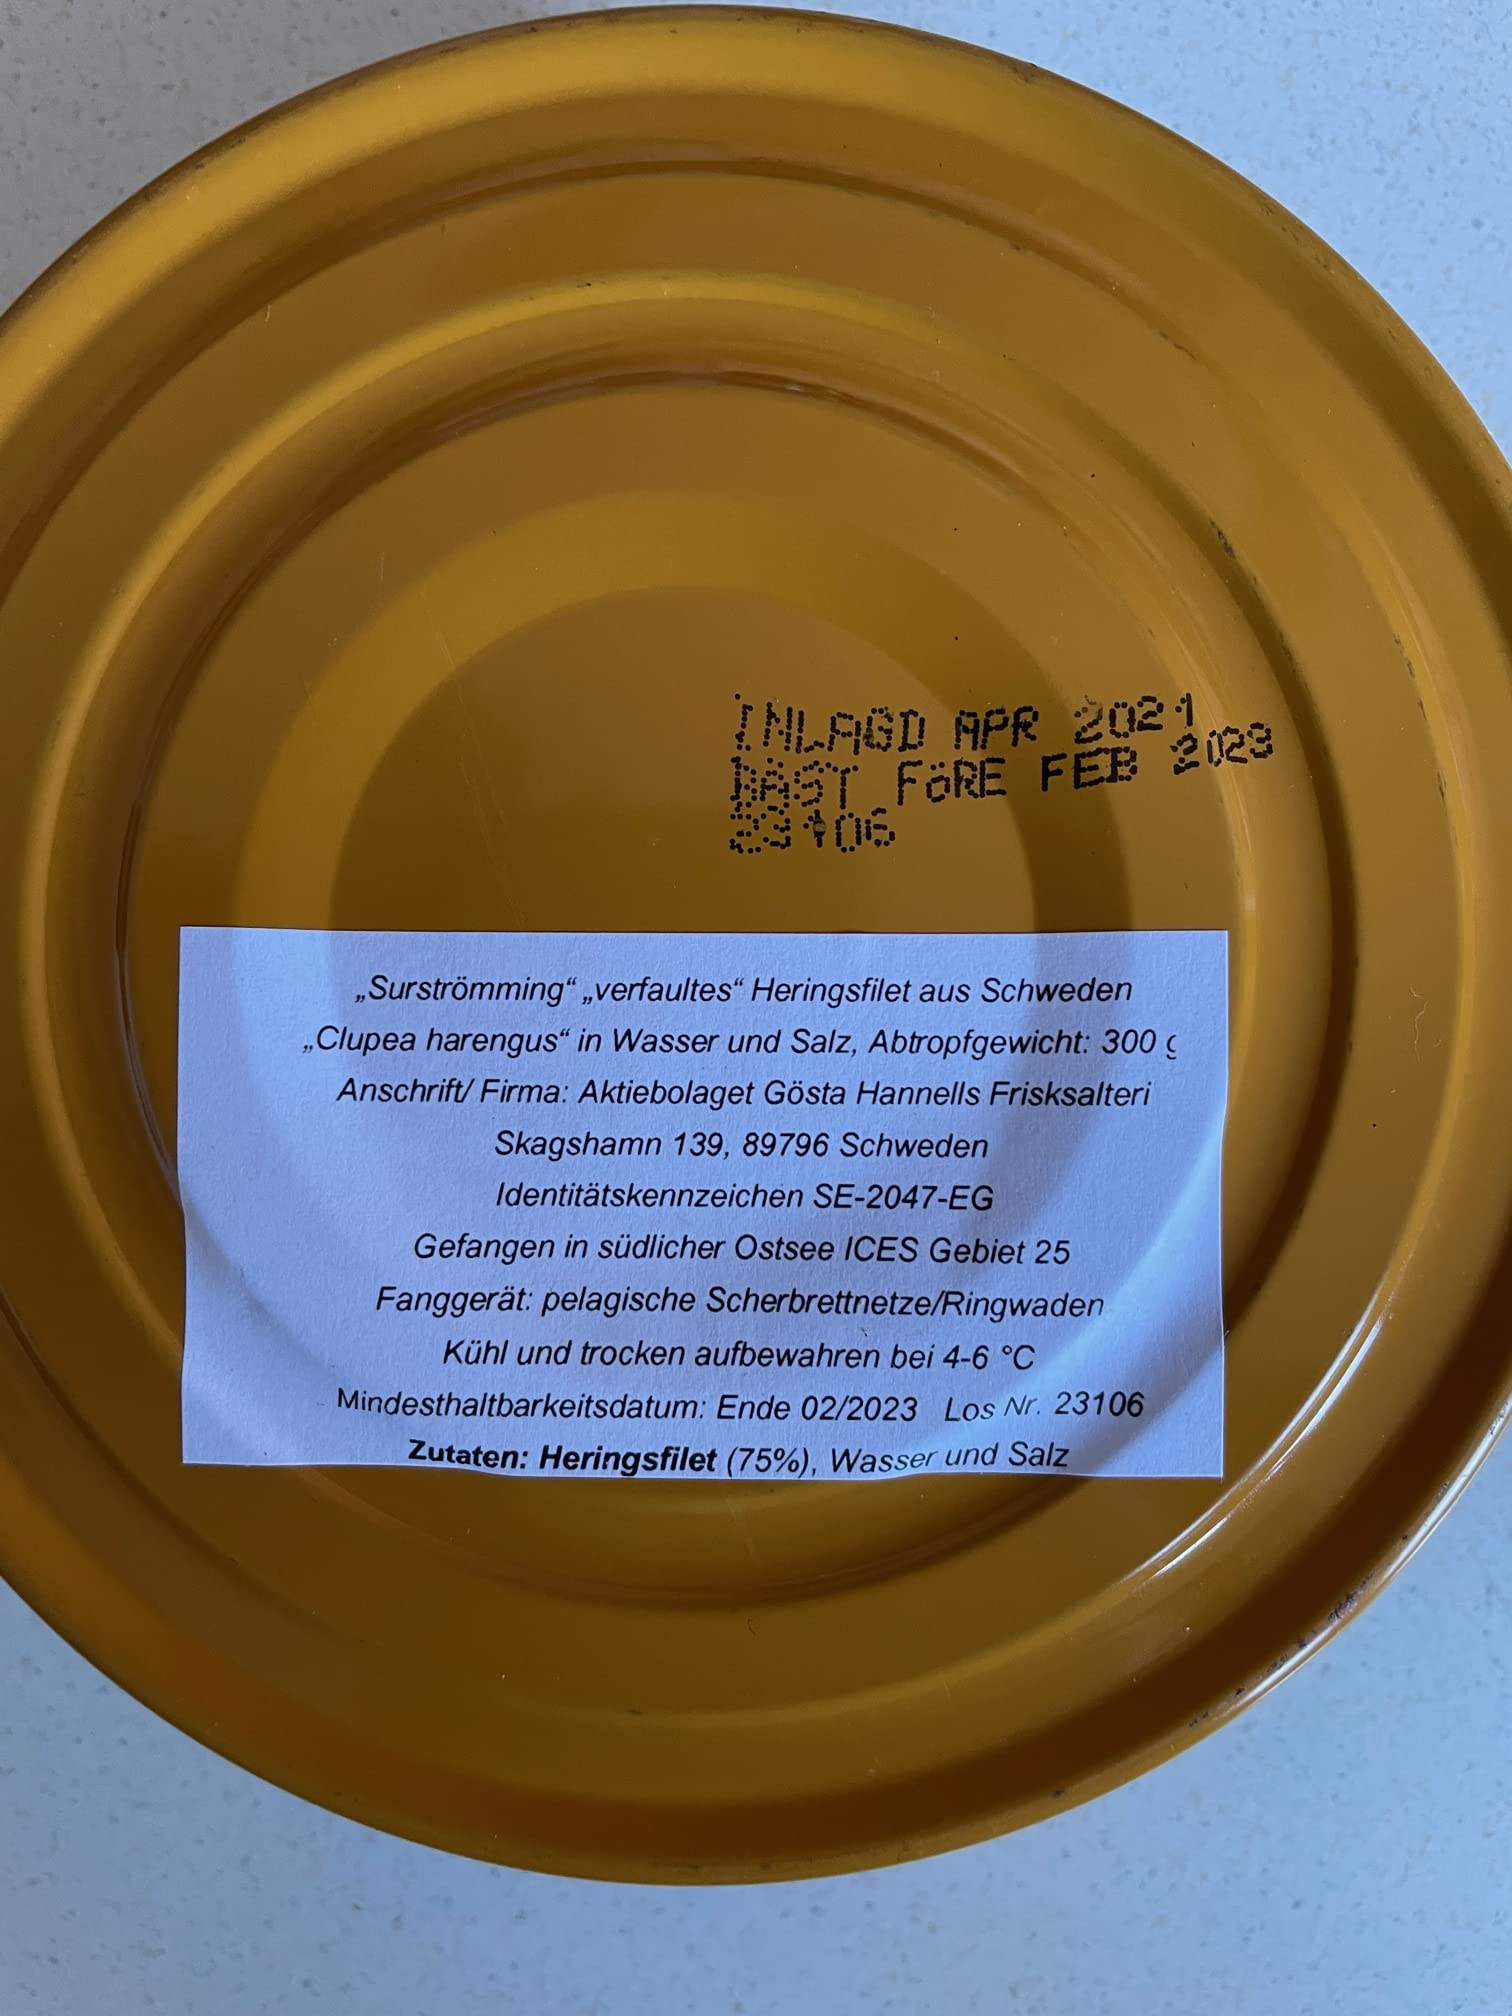 INLAGD APR 2021
BÄST FÖRE FEB 2023
23106
„Surströmming“ „verfaultes“ Heringsfilet aus Schweden
„Clupea harengus“ in Wasser und Salz, Abtropfgewicht: 300 g
Anschrift/ Firma: Aktiebolaget Gösta Hannells Frisksalteri
Skagshamn 139, 89796 Schweden
Identitätskennzeichen SE-2047-EG
Gefangen in südlicher Ostsee ICES Gebiet 25
Fanggerät: pelagische Scherbrettnetze/Ringwaden
Kühl und trocken aufbewahren bei 4-6 °C
Mindesthaltbarkeitsdatum: Ende 02/2023 Los Nr. 23106
Zutaten: Heringsfilet (75%), Wasser und Salz